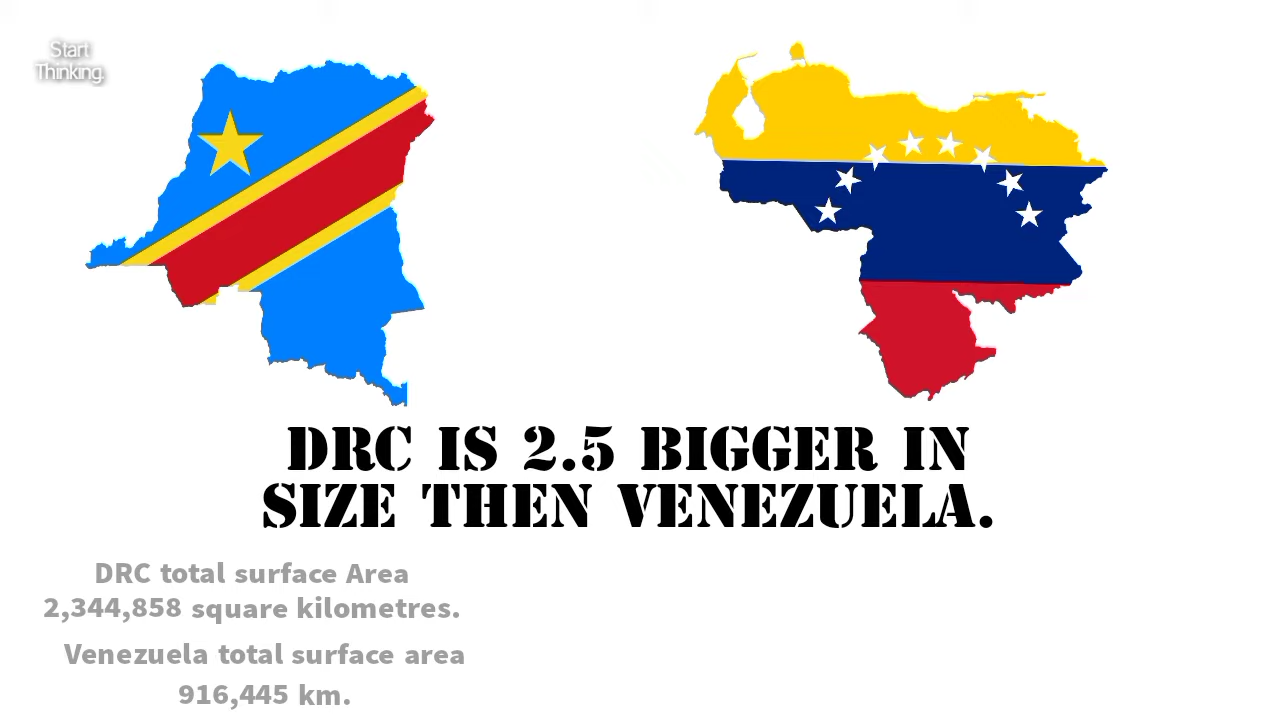 Start
Thinking.
DRC IS 2.5 BIGGER IN
SIZE THEN VENEZUELA.
DRC total surface Area
2,344,858 square kilometres.
Venezuela total surface area
916,445 km.